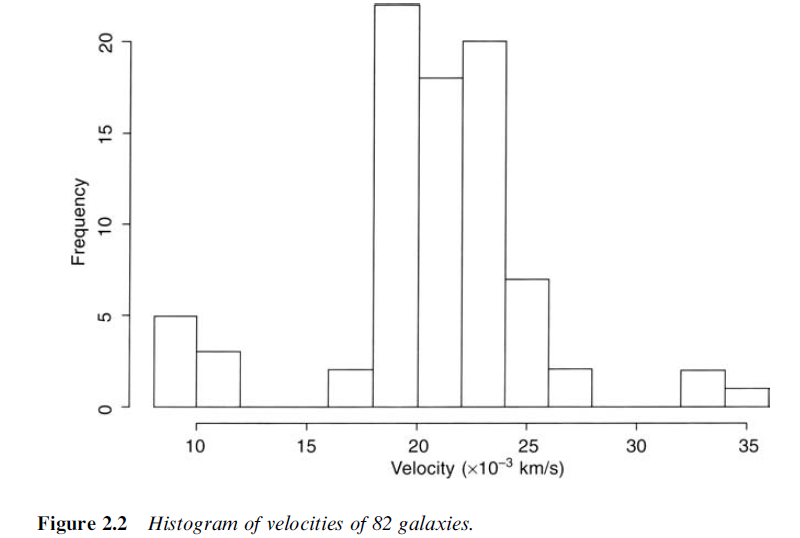 20
15
10
5
0
Frequency
10 15 20 25 30 35
Velocity (×10⁻³ km/s)
Figure 2.2 Histogram of velocities of 82 galaxies.